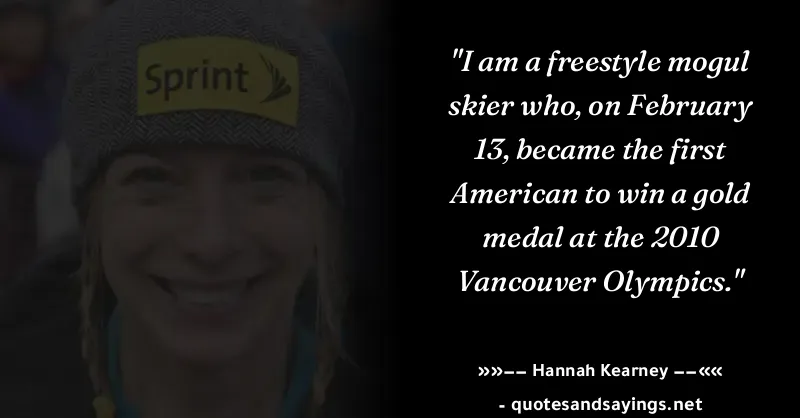 Sprint
"I am a freestyle mogul
skier who, on February
13, became the first
American to win a gold
medal at the 2010
Vancouver Olympics."
»»–– Hannah Kearney ––««
- quotesandsayings.net